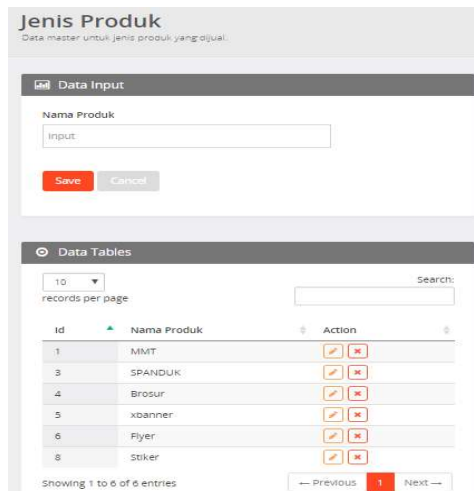 Jenis Produk
Data master untuk jenis produk yang dijual.
Data Input
Nama Produk
input
Save Cancel
Data Tables
10
records per page
Search:
Id Nama Produk Action
1 MMT
3 SPANDUK
4 Brosur
5 xbanner
6 Flyer
8 Stiker
Showing 1 to 6 of 6 entries
← Previous 1 Next →